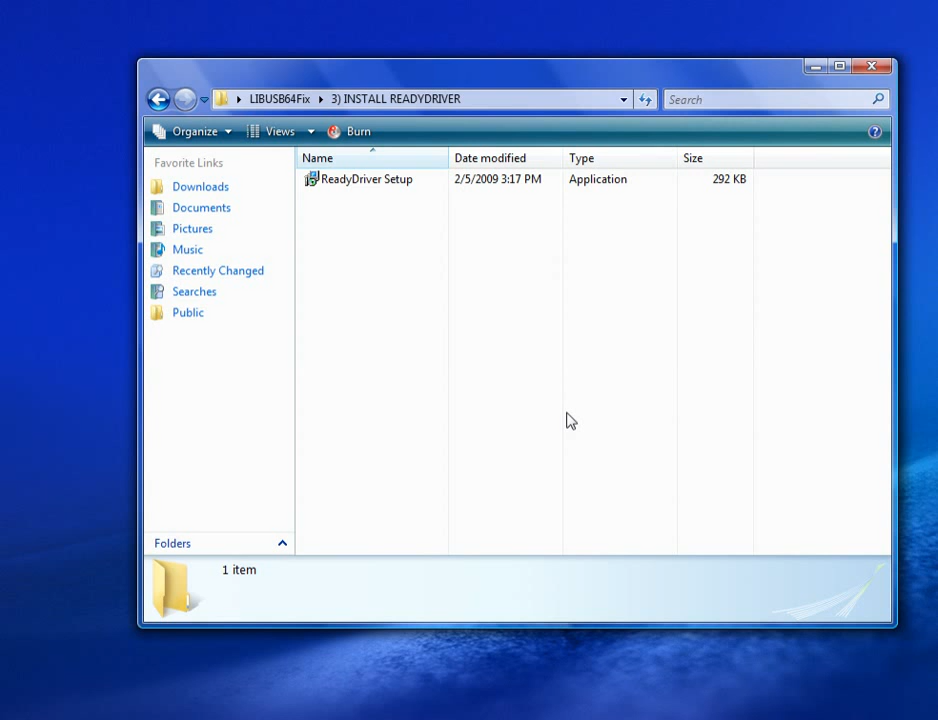 LIBUSB64Fix 3) INSTALL READYDRIVER Search
Organize Views Burn
Favorite Links
Downloads
Documents
Pictures
Music
Recently Changed
Searches
Public
Folders
Name Date modified Type Size
ReadyDriver Setup 2/5/2009 3:17 PM Application 292 KB
1 item